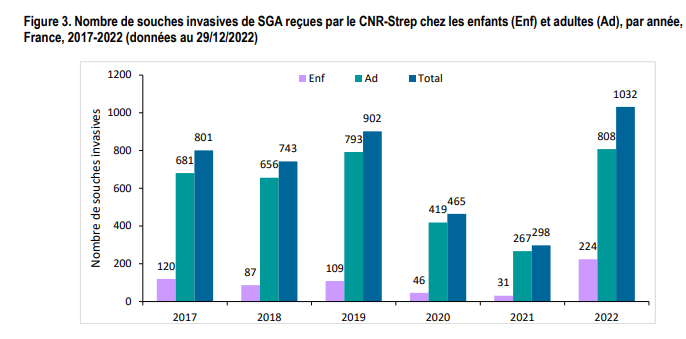 Figure 3. Nombre de souches invasives de SGA reçues par le CNR-Strep chez les enfants (Enf) et adultes (Ad), par année,
France, 2017-2022 (données au 29/12/2022)
Enf Ad Total
Nombre de souches invasives
1200
1000
800
600
400
200
0
120 681 801
87 656 743
109 793 902
46 419 465
31 267 298
224 808 1032
2017 2018 2019 2020 2021 2022